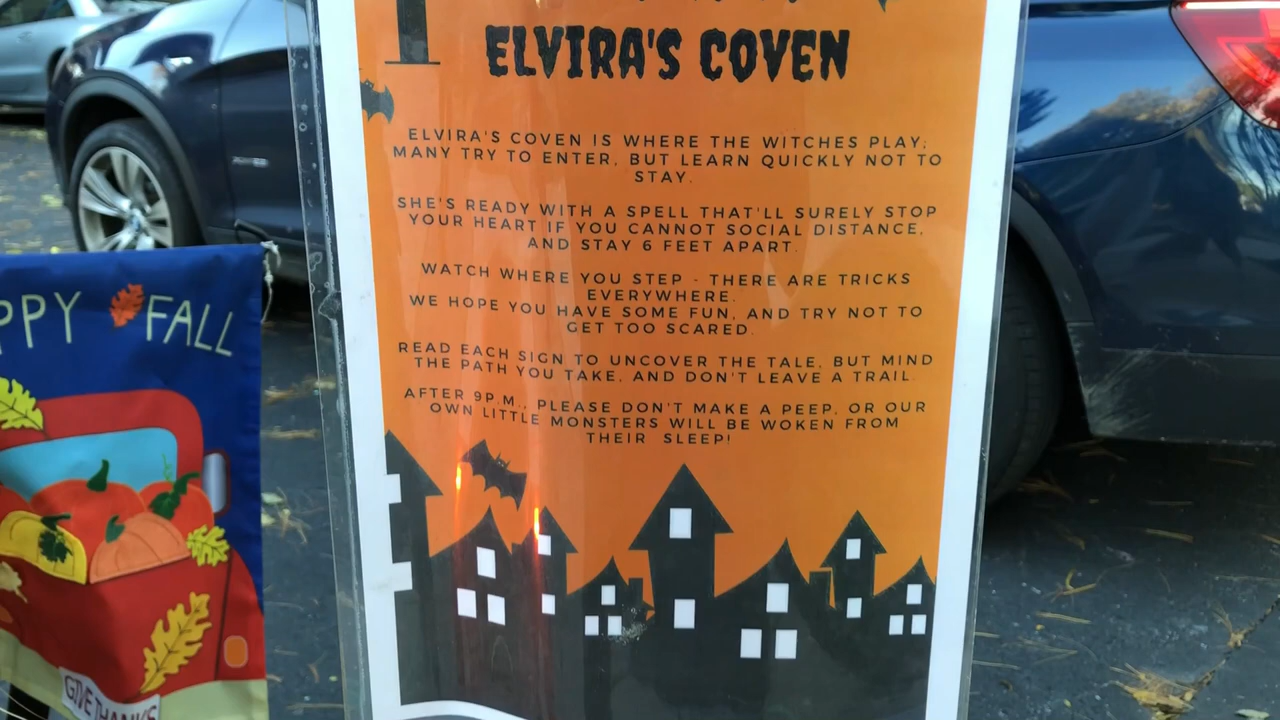 ELVIRA'S COVEN
ELVIRA'S COVEN IS WHERE THE WITCHES PLAY;
MANY TRY TO ENTER, BUT LEARN QUICKLY NOT TO
STAY.
SHE'S READY WITH A SPELL THAT'LL SURELY STOP
YOUR HEART IF YOU CANNOT SOCIAL DISTANCE,
AND STAY 6 FEET APART.
WATCH WHERE YOU STEP - THERE ARE TRICKS
EVERYWHERE.
WE HOPE YOU HAVE SOME FUN, AND TRY NOT TO
GET TOO SCARED.
READ EACH SIGN TO UNCOVER THE TALE, BUT MIND
THE PATH YOU TAKE, AND DON'T LEAVE A TRAIL.
AFTER 9P.M., PLEASE DON'T MAKE A PEEP, OR OUR
OWN LITTLE MONSTERS WILL BE WOKEN FROM
THEIR SLEEP!
PPY FALL
GIVE THANKS